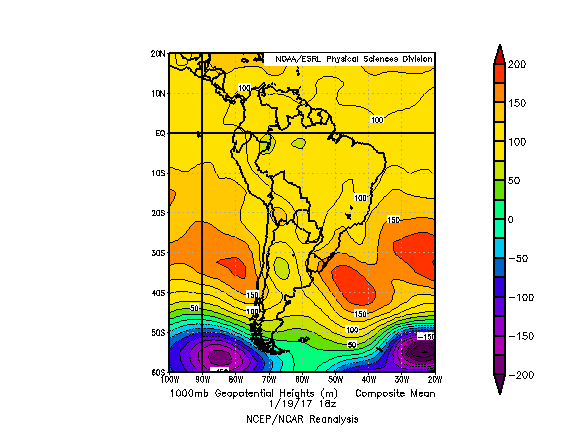 NOAA/ESRL Physical Sciences Division
20N
10N
EQ
10S
20S
30S
40S
50S
60S
100W 90W 80W 70W 60W 50W 40W 30W 20W
100
100
100
150
150
100
50
150
100
50
200
150
100
50
0
−50
−100
−150
−200
1000mb Geopotential Heights (m) Composite Mean
1/19/17 18z
NCEP/NCAR Reanalysis